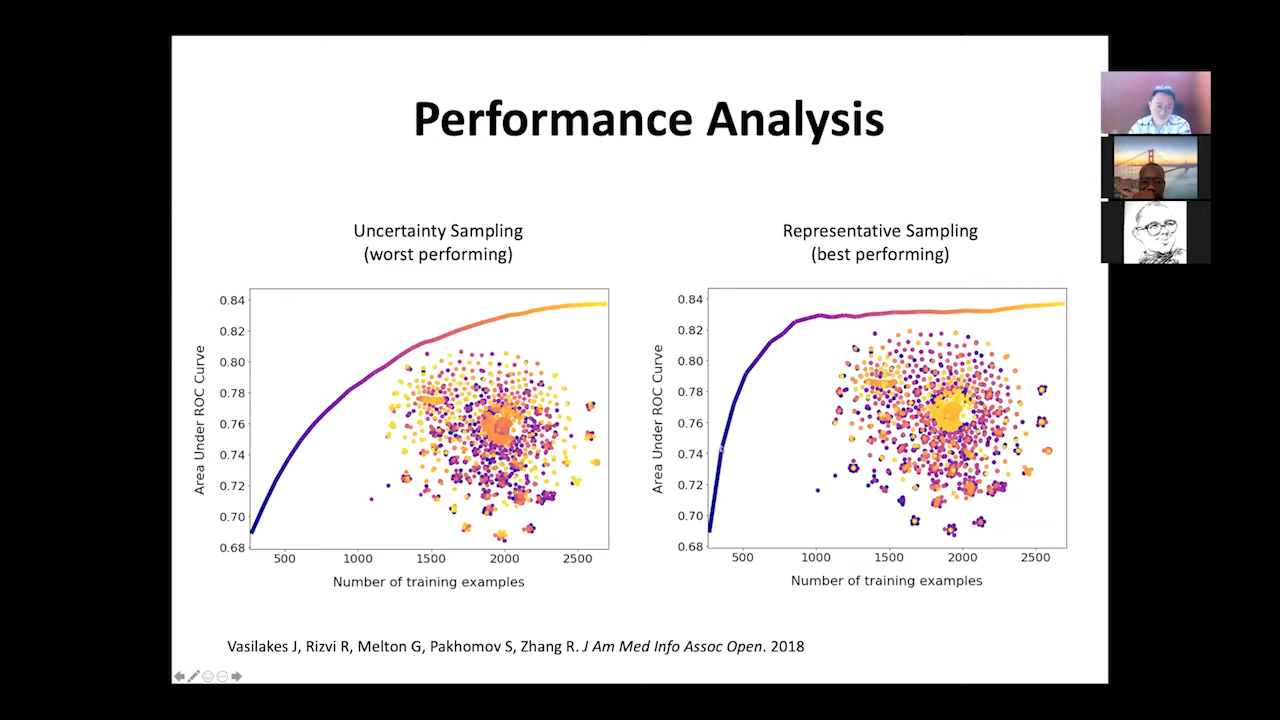 Performance Analysis
Uncertainty Sampling
(worst performing)
Representative Sampling
(best performing)
0.84
0.82
0.80
0.78
0.76
0.74
0.72
0.70
0.68
Area Under ROC Curve
500 1000 1500 2000 2500
Number of training examples
0.84
0.82
0.80
0.78
0.76
0.74
0.72
0.70
0.68
Area Under ROC Curve
500 1000 1500 2000 2500
Number of training examples
Vasilakes J, Rizvi R, Melton G, Pakhomov S, Zhang R. J Am Med Info Assoc Open. 2018